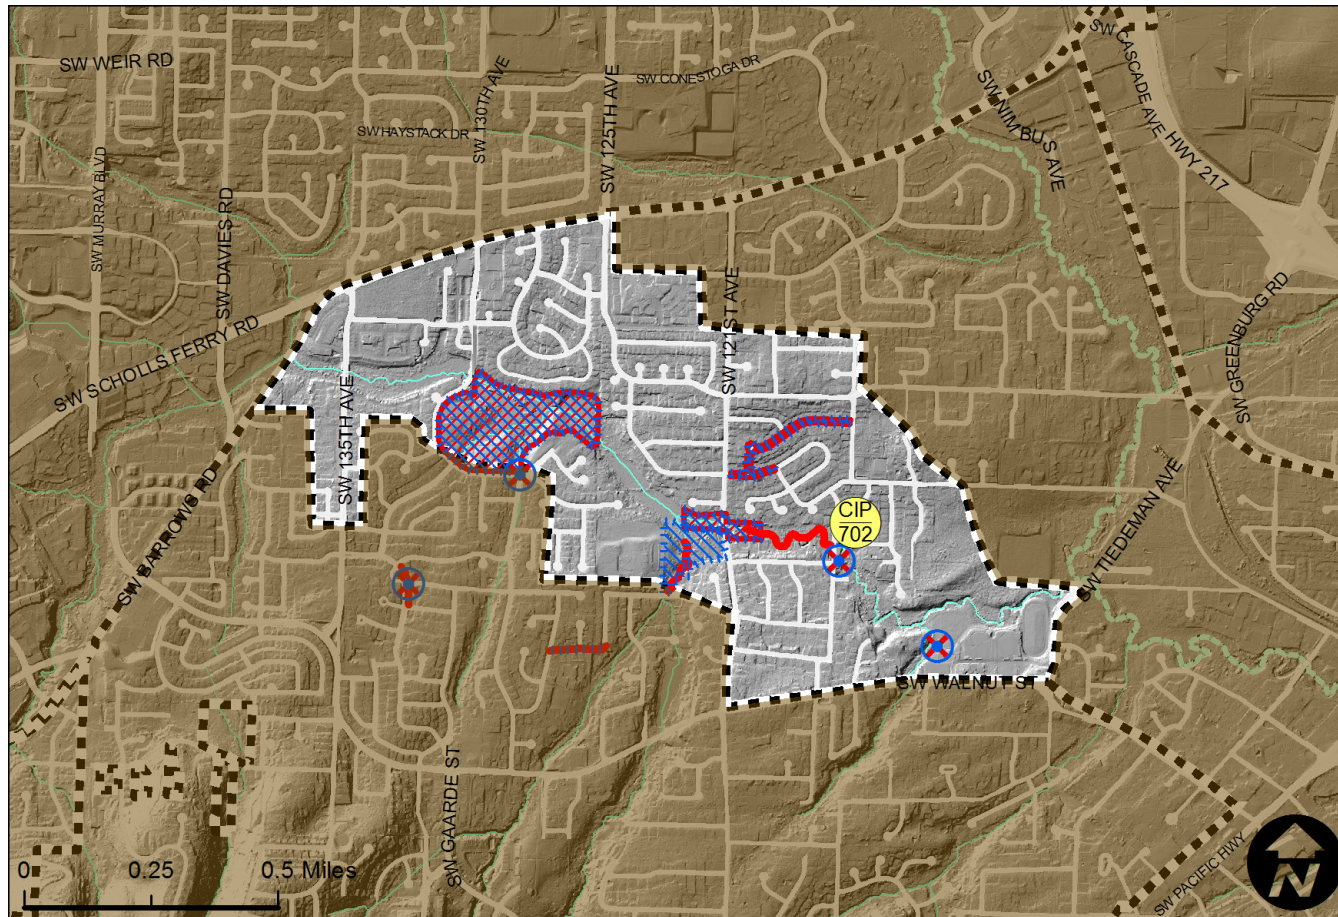 SW WEIR RD
SW HAYSTACK DR
SW 130TH AVE
SW 125TH AVE
SW CONESTOGA DR
SW NIMBUS AVE
SW CASCADE AVE
HWY 217
SW MURRAY BLVD
SW DAVIES RD
SW SCHOLLS FERRY RD
SW 121ST AVE
SW GREENBURG RD
SW 135TH AVE
SW BARROWS RD
SW TIEDEMAN AVE
CIP
702
SW WALNUT ST
SW GAARDE ST
SW PACIFIC HWY
0 0.25 0.5 Miles
N